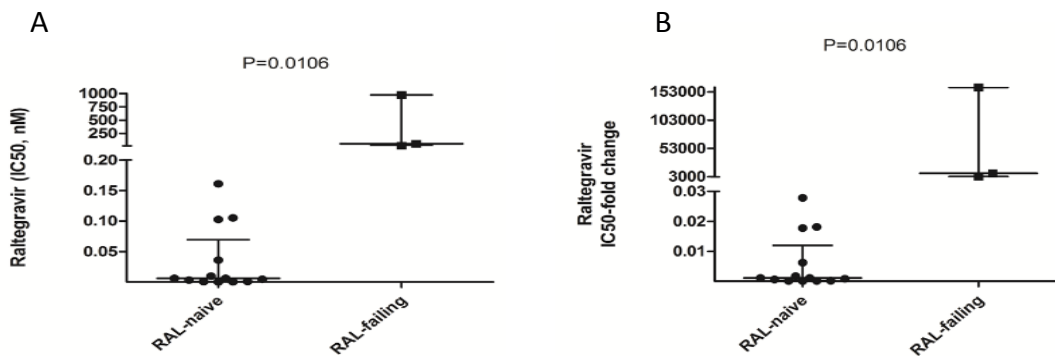 A
P=0.0106
Raltegravir (IC50, nM)
1000
750
500
250
0.20
0.15
0.10
0.05
RAL-naive
RAL-failing
B
P=0.0106
Raltegravir
IC50-fold change
153000
103000
53000
3000
0.03
0.02
0.01
RAL-naive
RAL-failing